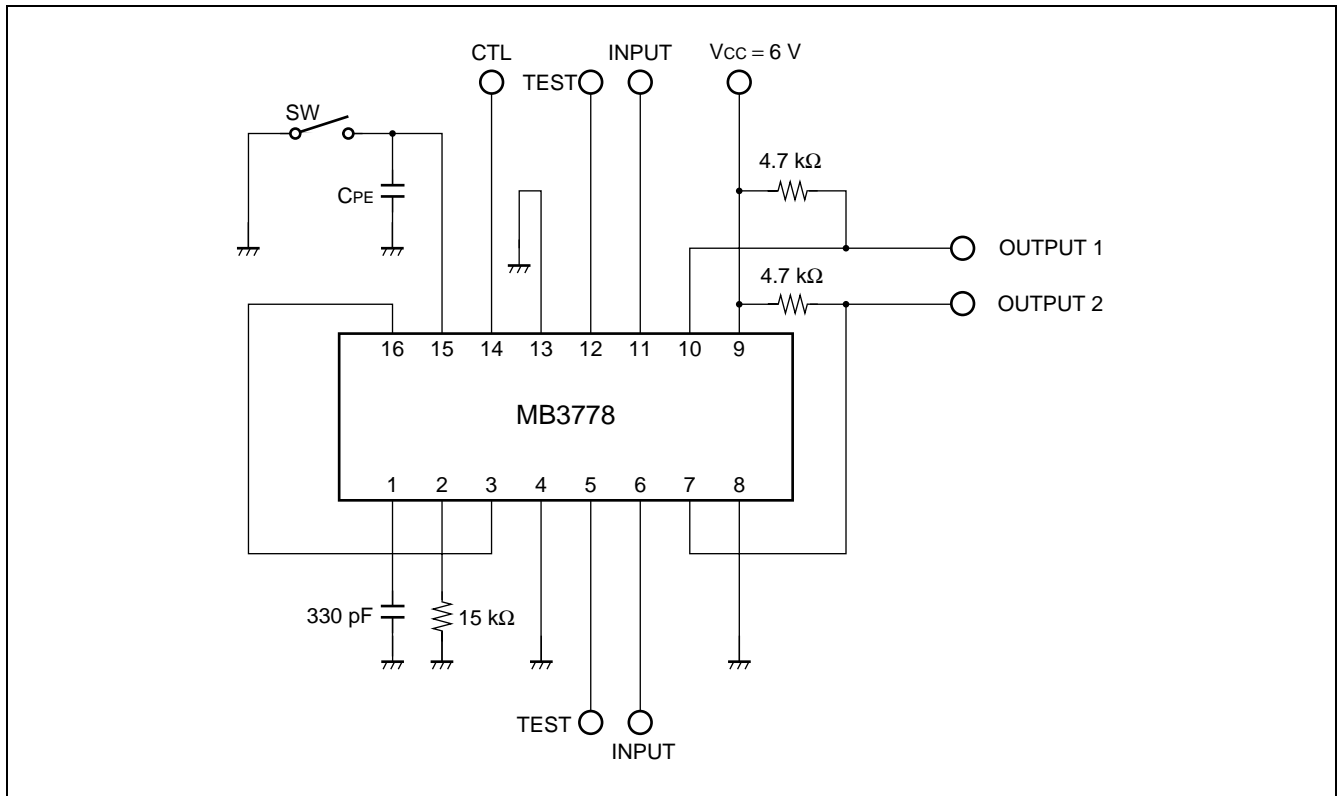 CTL
INPUT
VCC = 6 V
TEST
SW
4.7 kΩ
CPE
OUTPUT 1
4.7 kΩ
OUTPUT 2
16 15 14 13 12 11 10 9
MB3778
1 2 3 4 5 6 7 8
330 pF
15 kΩ
TEST
INPUT